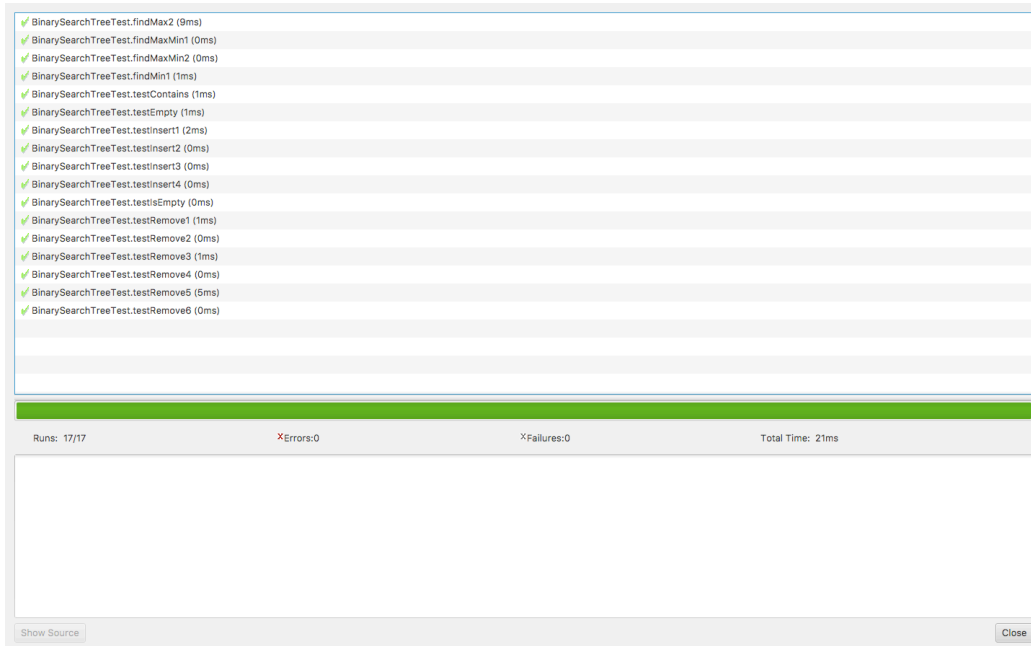 BinarySearchTreeTest.findMax2 (9ms)
BinarySearchTreeTest.findMaxMin1 (0ms)
BinarySearchTreeTest.findMaxMin2 (0ms)
BinarySearchTreeTest.findMin1 (1ms)
BinarySearchTreeTest.testContains (1ms)
BinarySearchTreeTest.testEmpty (1ms)
BinarySearchTreeTest.testInsert1 (2ms)
BinarySearchTreeTest.testInsert2 (0ms)
BinarySearchTreeTest.testInsert3 (0ms)
BinarySearchTreeTest.testInsert4 (0ms)
BinarySearchTreeTest.testIsEmpty (0ms)
BinarySearchTreeTest.testRemove1 (1ms)
BinarySearchTreeTest.testRemove2 (0ms)
BinarySearchTreeTest.testRemove3 (1ms)
BinarySearchTreeTest.testRemove4 (0ms)
BinarySearchTreeTest.testRemove5 (5ms)
BinarySearchTreeTest.testRemove6 (0ms)
Runs: 17/17 XErrors:0 XFailures:0 Total Time: 21ms
Show Source Close